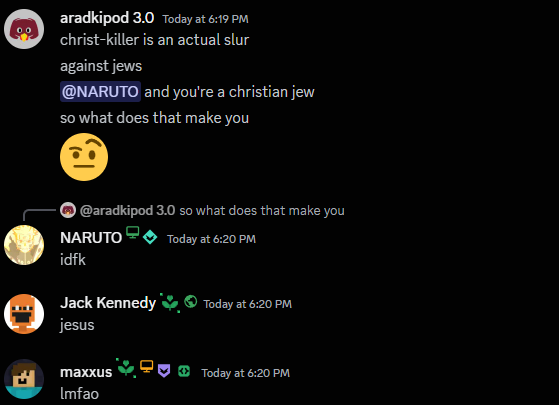 aradkipod 3.0 Today at 6:19 PM
christ-killer is an actual slur
against jews
@NARUTO and you're a christian jew
so what does that make you
@aradkipod 3.0 so what does that make you
NARUTO Today at 6:20 PM
idfk
Jack Kennedy Today at 6:20 PM
jesus
maxxus Today at 6:20 PM
lmfao